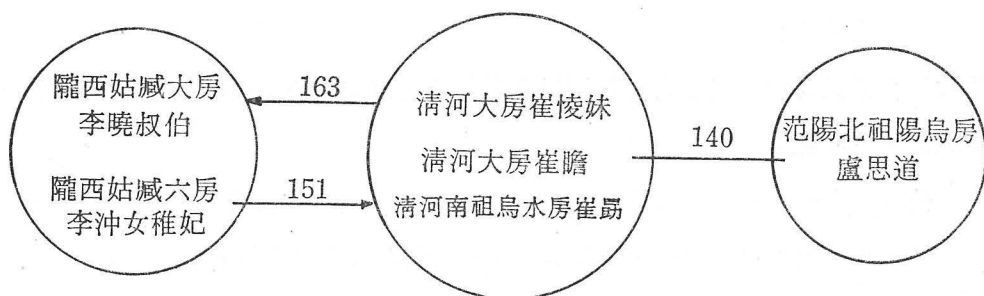 隴西姑臧大房
李曉叔伯
隴西姑臧六房
李沖女稚妃
163
151
清河大房崔㥄妹
清河大房崔瞻
清河南祖烏水房崔勗
140
范陽北祖陽烏房
盧思道